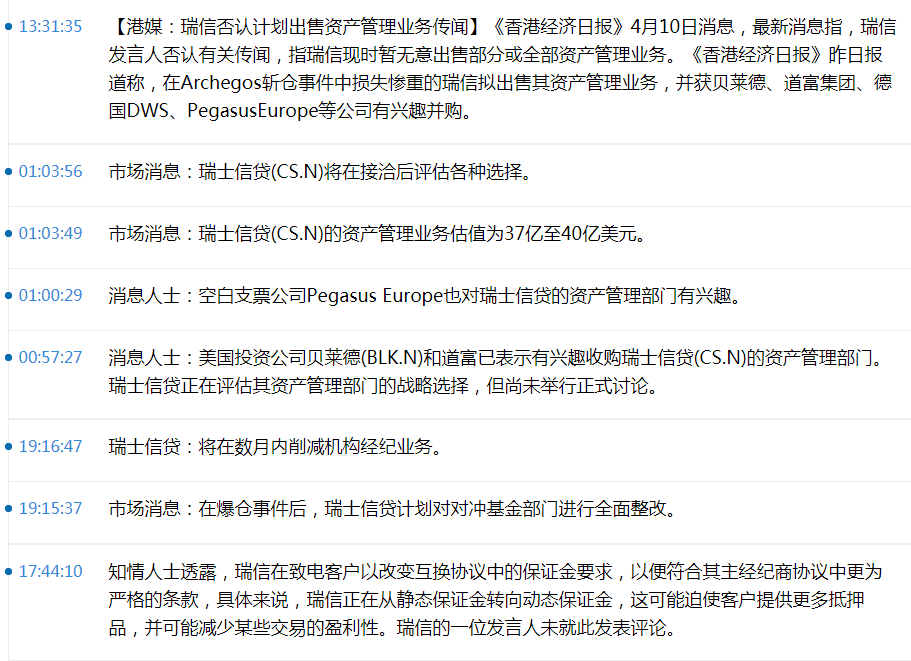 13:31:35 【港媒：瑞信否认计划出售资产管理业务传闻】《香港经济日报》4月10日消息，最新消息指，瑞信
发言人否认有关传闻，指瑞信现时暂无意出售部分或全部资产管理业务。《香港经济日报》昨日报
道称，在Archegos斩仓事件中损失惨重的瑞信拟出售其资产管理业务，并获贝莱德、道富集团、德
国DWS、PegasusEurope等公司有兴趣并购。
01:03:56 市场消息：瑞士信贷(CS.N)将在接洽后评估各种选择。
01:03:49 市场消息：瑞士信贷(CS.N)的资产管理业务估值为37亿至40亿美元。
01:00:29 消息人士：空白支票公司Pegasus Europe也对瑞士信贷的资产管理部门有兴趣。
00:57:27 消息人士：美国投资公司贝莱德(BLK.N)和道富已表示有兴趣收购瑞士信贷(CS.N)的资产管理部门。
瑞士信贷正在评估其资产管理部门的战略选择，但尚未举行正式讨论。
19:16:47 瑞士信贷：将在数月内削减机构经纪业务。
19:15:37 市场消息：在爆仓事件后，瑞士信贷计划对对冲基金部门进行全面整改。
17:44:10 知情人士透露，瑞信在致电客户以改变互换协议中的保证金要求，以便符合其主经纪商协议中更为
严格的条款，具体来说，瑞信正在从静态保证金转向动态保证金，这可能迫使客户提供更多抵押
品，并可能减少某些交易的盈利性。瑞信的一位发言人未就此发表评论。